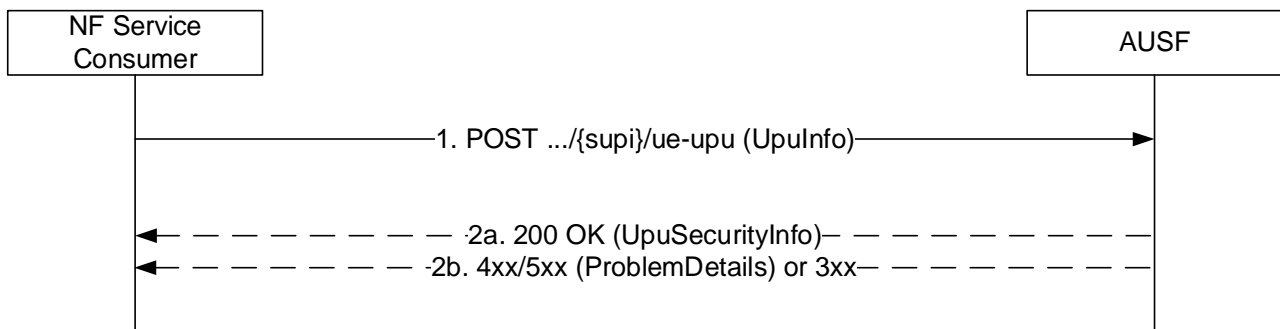 NF Service
Consumer
AUSF
1. POST .../{supi}/ue-upu (UpuInfo)
2a. 200 OK (UpuSecurityInfo)
2b. 4xx/5xx (ProblemDetails) or 3xx